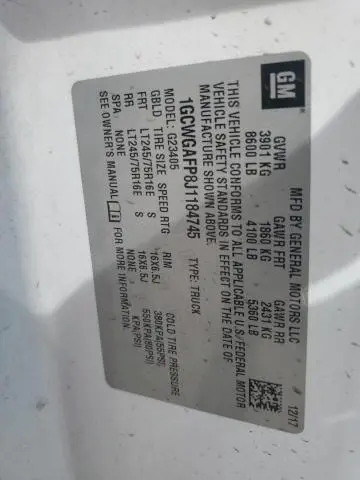 GM
MFD BY GENERAL MOTORS LLC 12/17
GVWR GAWR FRT GAWR RR
3901 KG 1860 KG 2431 KG
8600 LB 4100 LB 5360 LB
THIS VEHICLE CONFORMS TO ALL APPLICABLE U.S. FEDERAL MOTOR
VEHICLE SAFETY STANDARDS IN EFFECT ON THE DATE OF
MANUFACTURE SHOWN ABOVE.
1GCWGAFP8J1184745 TYPE: TRUCK
MODEL: G23405
GBLD TIRE SIZE SPEED RTG RIM COLD TIRE PRESSURE
FRT LT245/75R16E S 16X6.5J 380KPA(55PSI)
RR LT245/75R16E S 16X6.5J 550KPA(80PSI)
SPA NONE NONE KPA(PSI)
SEE OWNER'S MANUAL FOR MORE INFORMATION.